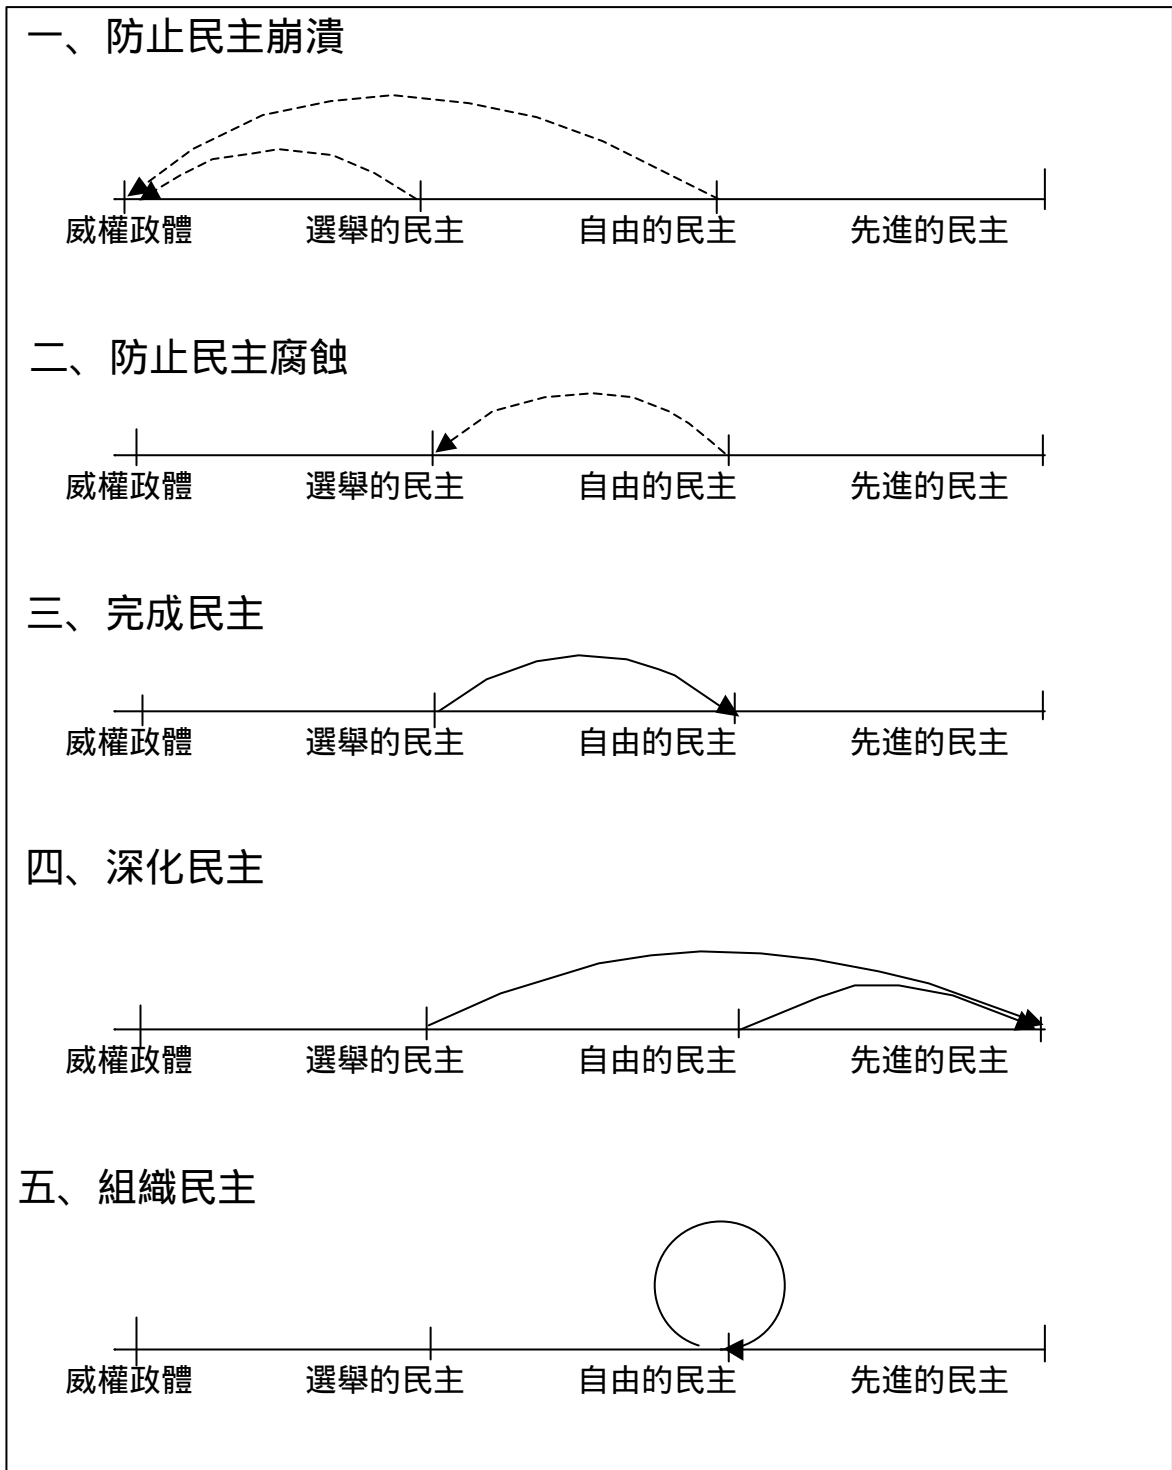 一、防止民主崩潰
威權政體 選舉的民主 自由的民主 先進的民主
二、防止民主腐蝕
威權政體 選舉的民主 自由的民主 先進的民主
三、完成民主
威權政體 選舉的民主 自由的民主 先進的民主
四、深化民主
威權政體 選舉的民主 自由的民主 先進的民主
五、組織民主
威權政體 選舉的民主 自由的民主 先進的民主